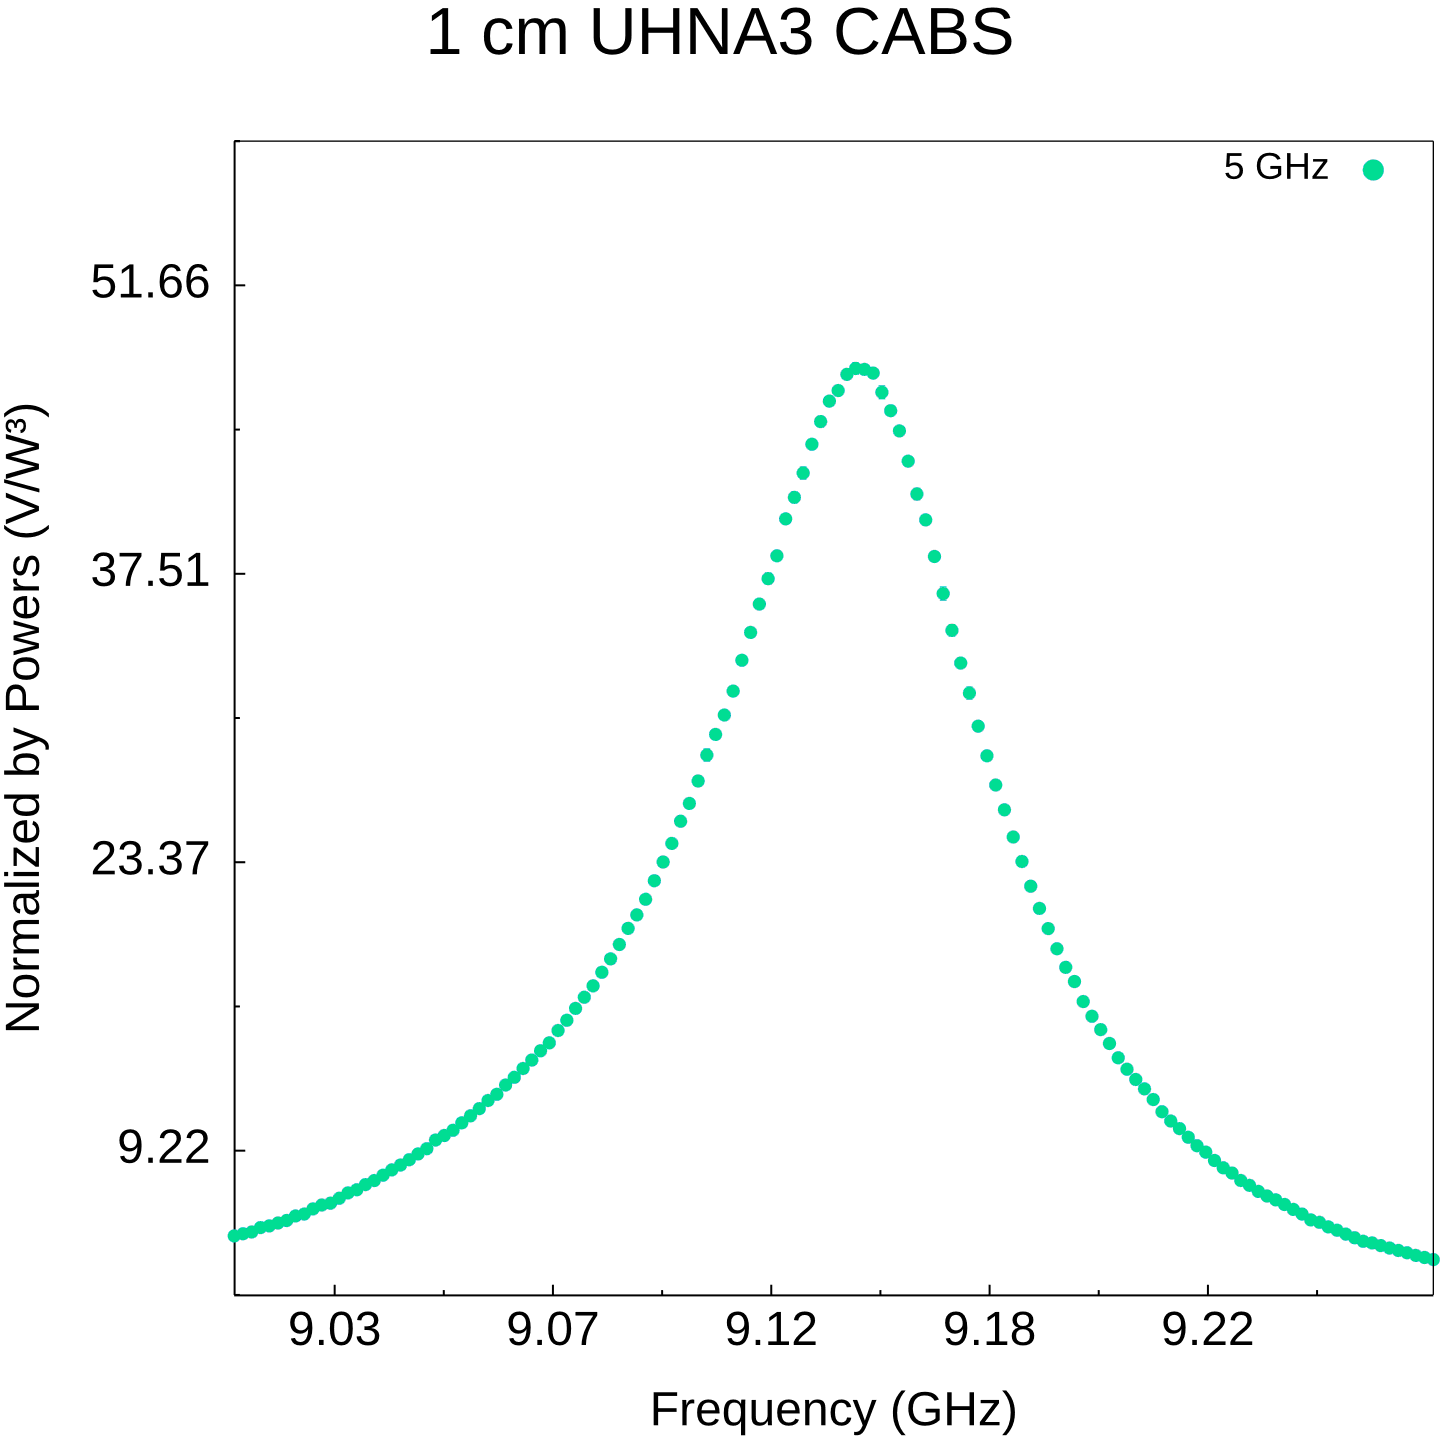 1 cm UHNA3 CABS
5 GHz
51.66
37.51
23.37
9.22
Normalized by Powers (V/W³)
9.03 9.07 9.12 9.18 9.22
Frequency (GHz)